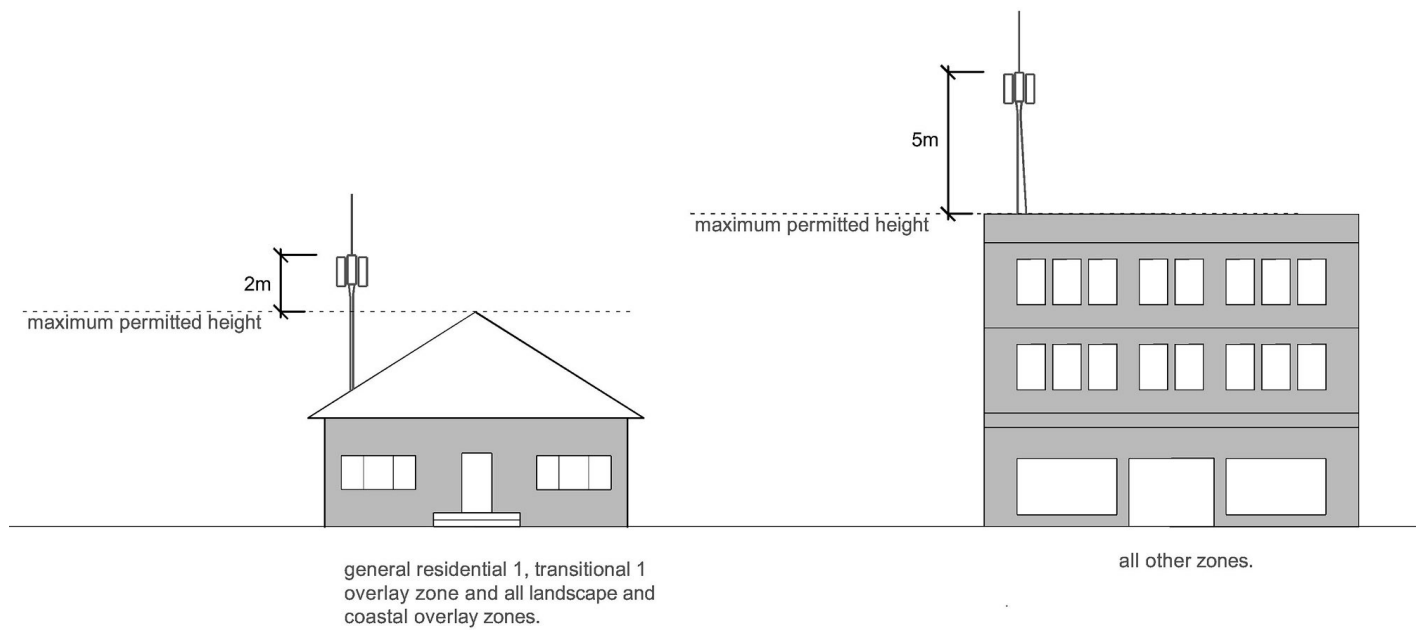 5m
maximum permitted height
2m
maximum permitted height
general residential 1, transitional 1
overlay zone and all landscape and
coastal overlay zones.
all other zones.